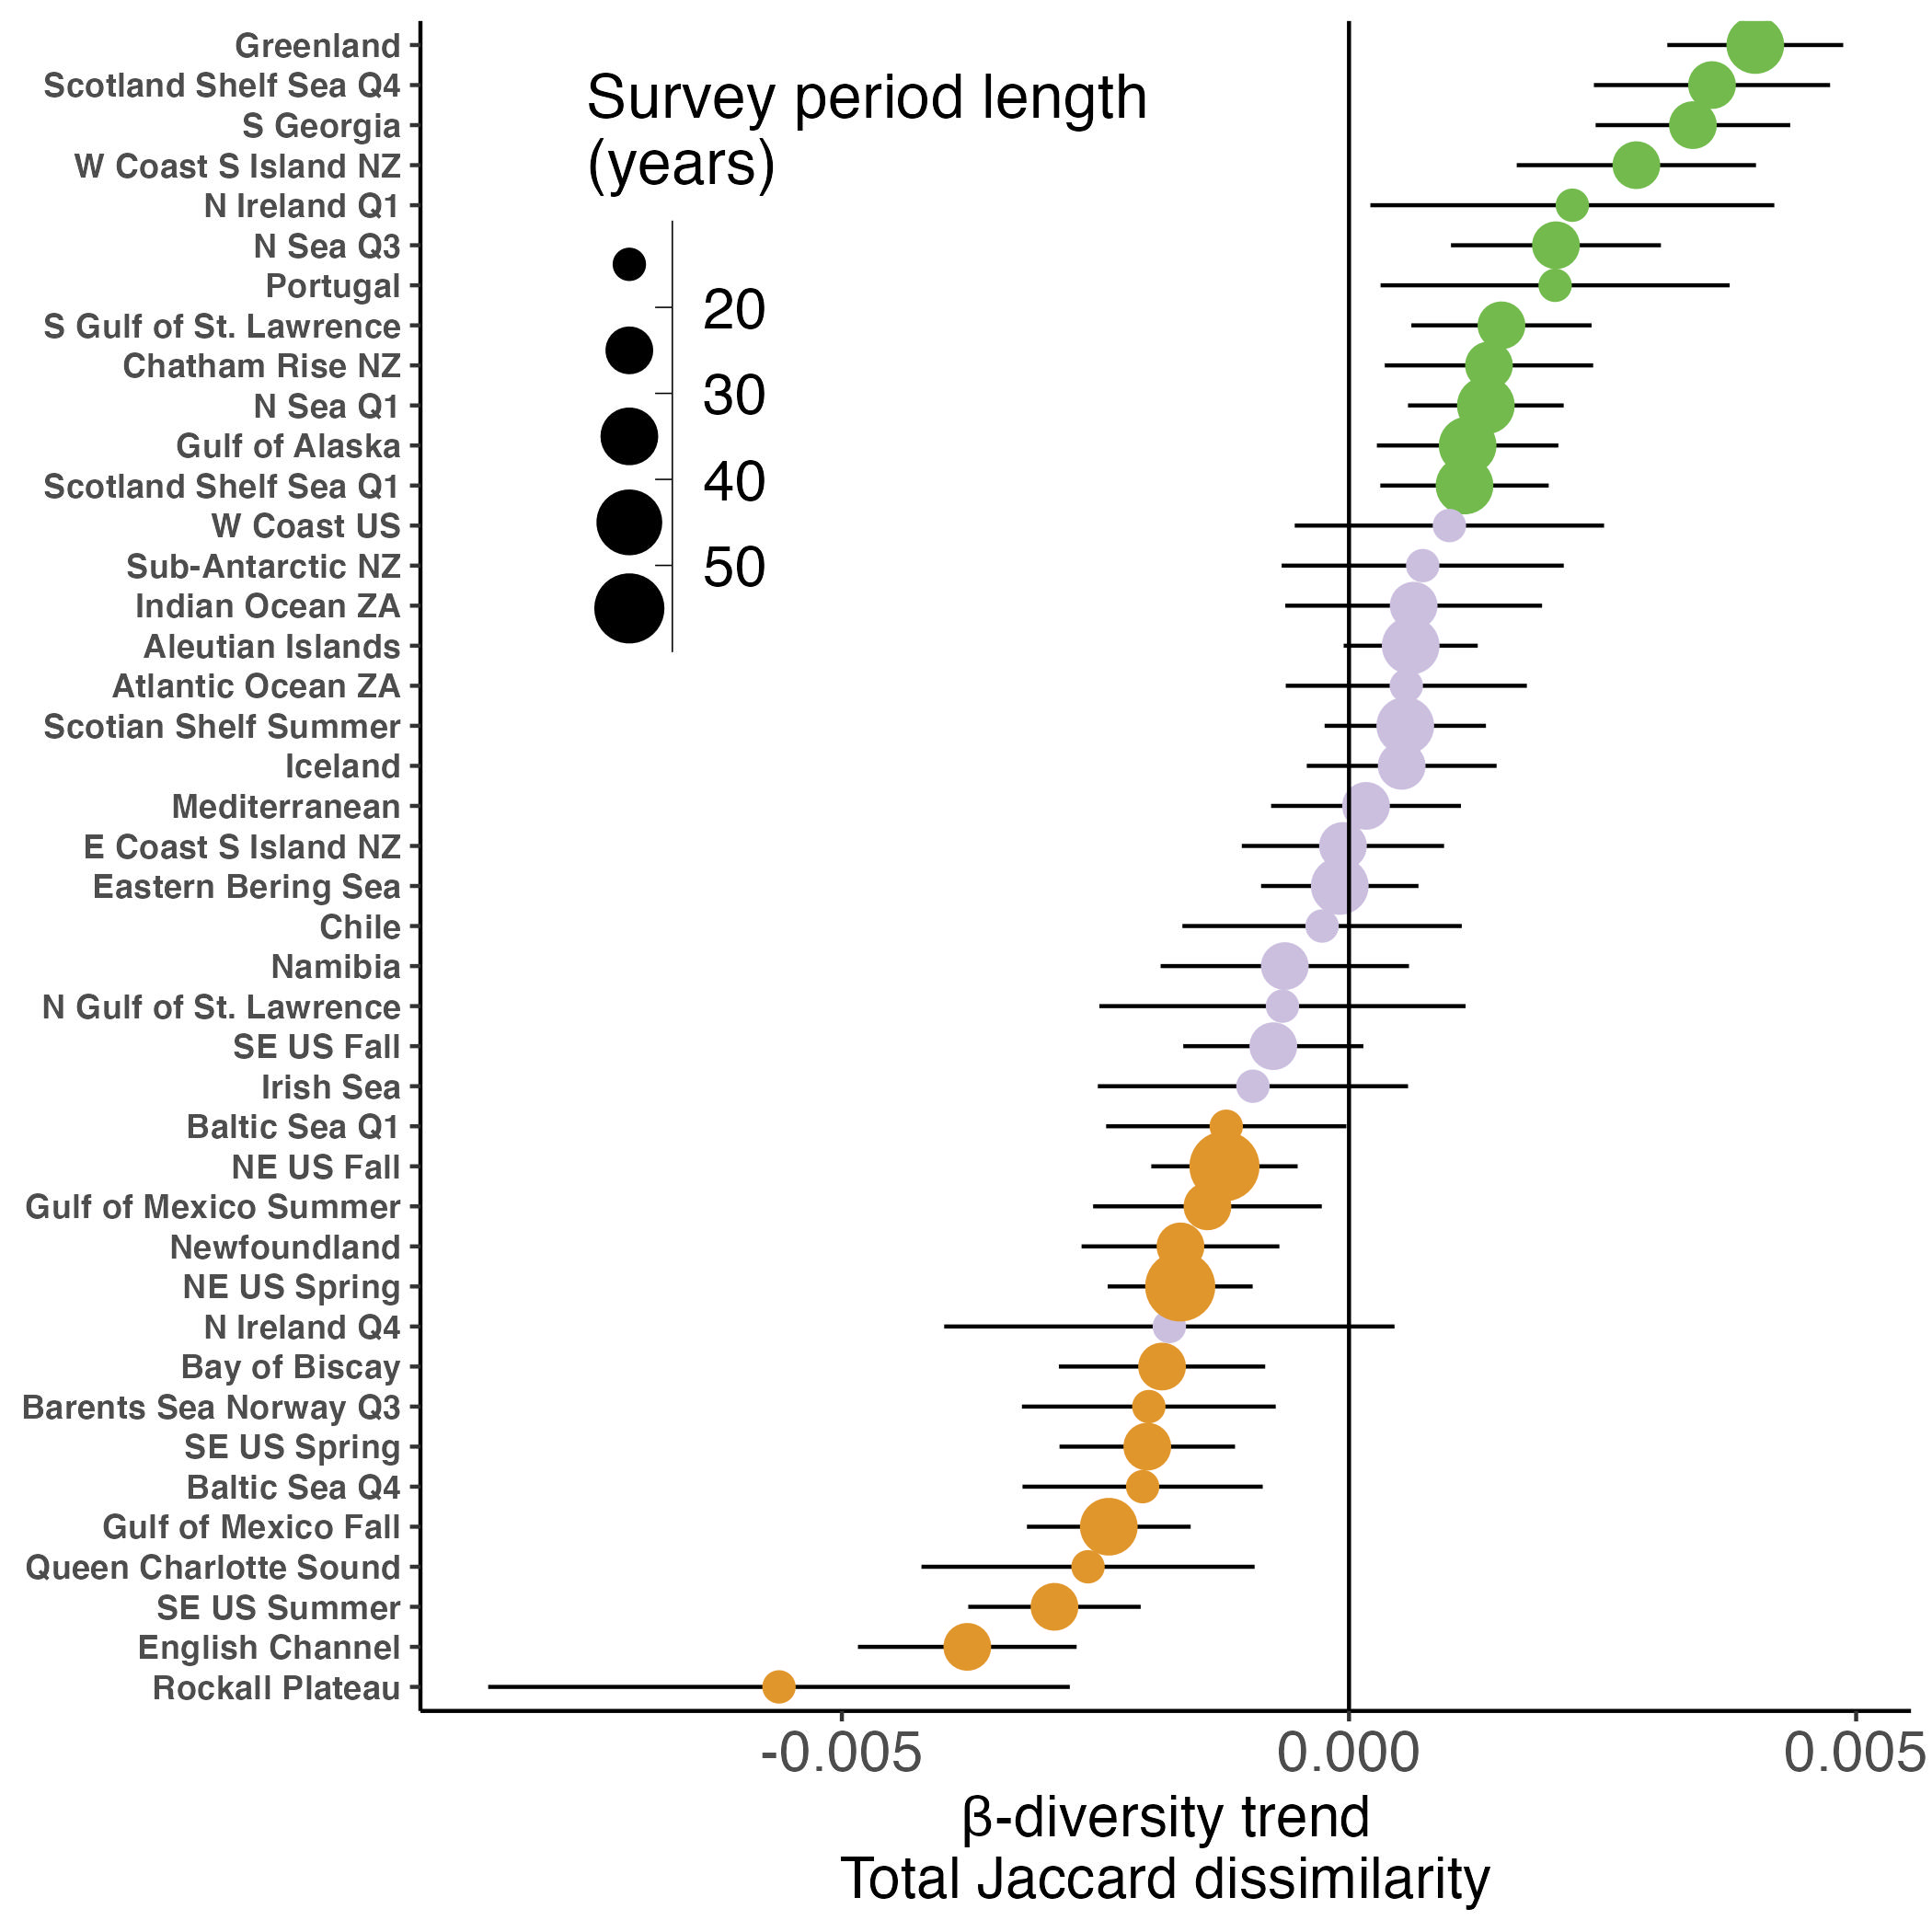 Greenland
Scotland Shelf Sea Q4
S Georgia
W Coast S Island NZ
N Ireland Q1
N Sea Q3
Portugal
S Gulf of St. Lawrence
Chatham Rise NZ
N Sea Q1
Gulf of Alaska
Scotland Shelf Sea Q1
W Coast US
Sub-Antarctic NZ
Indian Ocean ZA
Aleutian Islands
Atlantic Ocean ZA
Scotian Shelf Summer
Iceland
Mediterranean
E Coast S Island NZ
Eastern Bering Sea
Chile
Namibia
N Gulf of St. Lawrence
SE US Fall
Irish Sea
Baltic Sea Q1
NE US Fall
Gulf of Mexico Summer
Newfoundland
NE US Spring
N Ireland Q4
Bay of Biscay
Barents Sea Norway Q3
SE US Spring
Baltic Sea Q4
Gulf of Mexico Fall
Queen Charlotte Sound
SE US Summer
English Channel
Rockall Plateau
Survey period length
(years)
20
30
40
50
-0.005 0.000 0.005
β-diversity trend
Total Jaccard dissimilarity